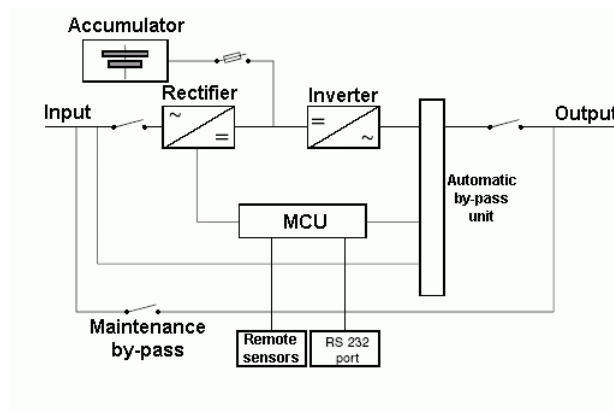 Accumulator
Rectifier
Inverter
Input
Output
~
=
=
~
Automatic
by-pass
unit
MCU
Maintenance
by-pass
Remote
sensors
RS 232
port